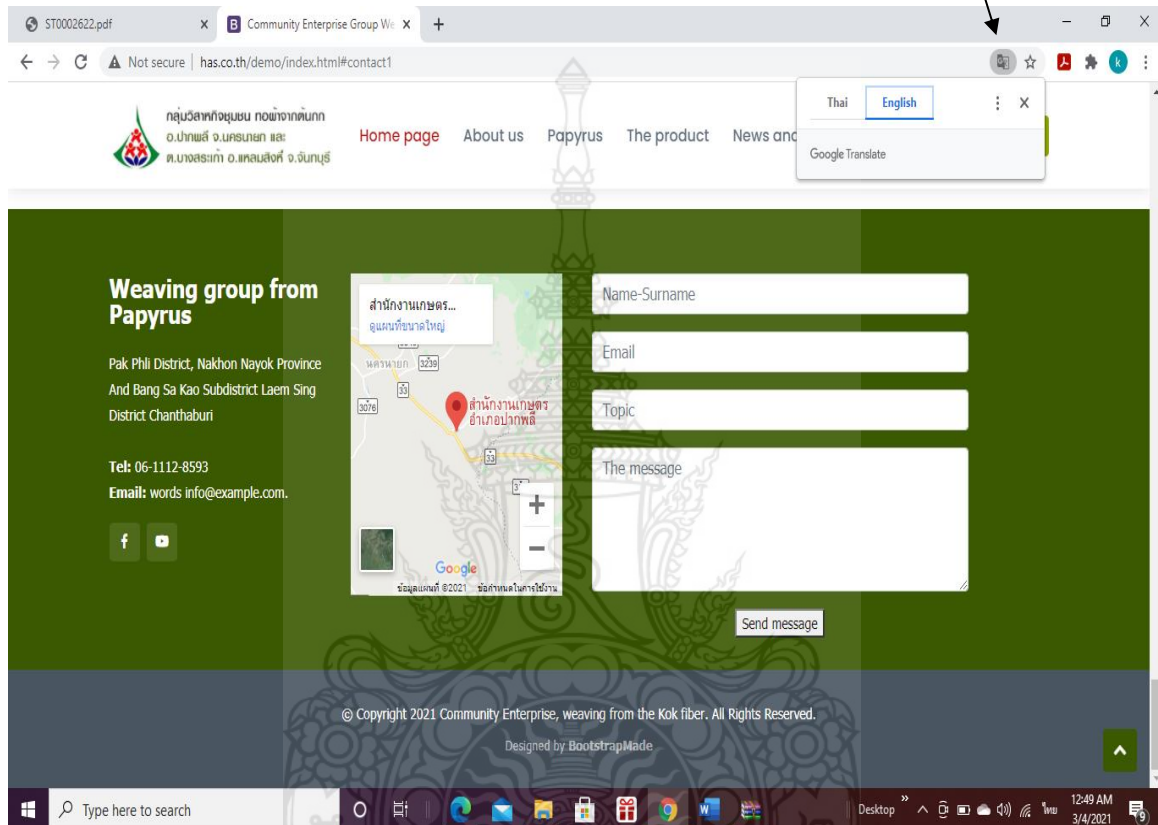 ST0002622.pdf
Community Enterprise Group We
Not secure | has.co.th/demo/index.html#contact1
Thai English
Google Translate
กลุ่มวิสาหกิจชุมชน ทอผ้าจากต้นกก
อ.ปากพลี จ.นครนายก และ
ต.บางสระเก้า อ.แหลมสิงห์ จ.จันทบุรี
Home page About us Papyrus The product News and
Weaving group from
Papyrus
Pak Phli District, Nakhon Nayok Province
And Bang Sa Kao Subdistrict Laem Sing
District Chanthaburi
Tel: 06-1112-8593
Email: words info@example.com.
สำนักงานเกษตร...
ดูแผนที่ขนาดใหญ่
นครนายก 3239
33
3076
สำนักงานเกษตร
อำเภอปากพลี
33
Google
ข้อมูลแผนที่ ©2021 ข้อกำหนดในการใช้งาน
Name-Surname
Email
Topic
The message
Send message
© Copyright 2021 Community Enterprise, weaving from the Kok fiber. All Rights Reserved.
Designed by BootstrapMade
Type here to search
Desktop
ไทย
12:49 AM
3/4/2021